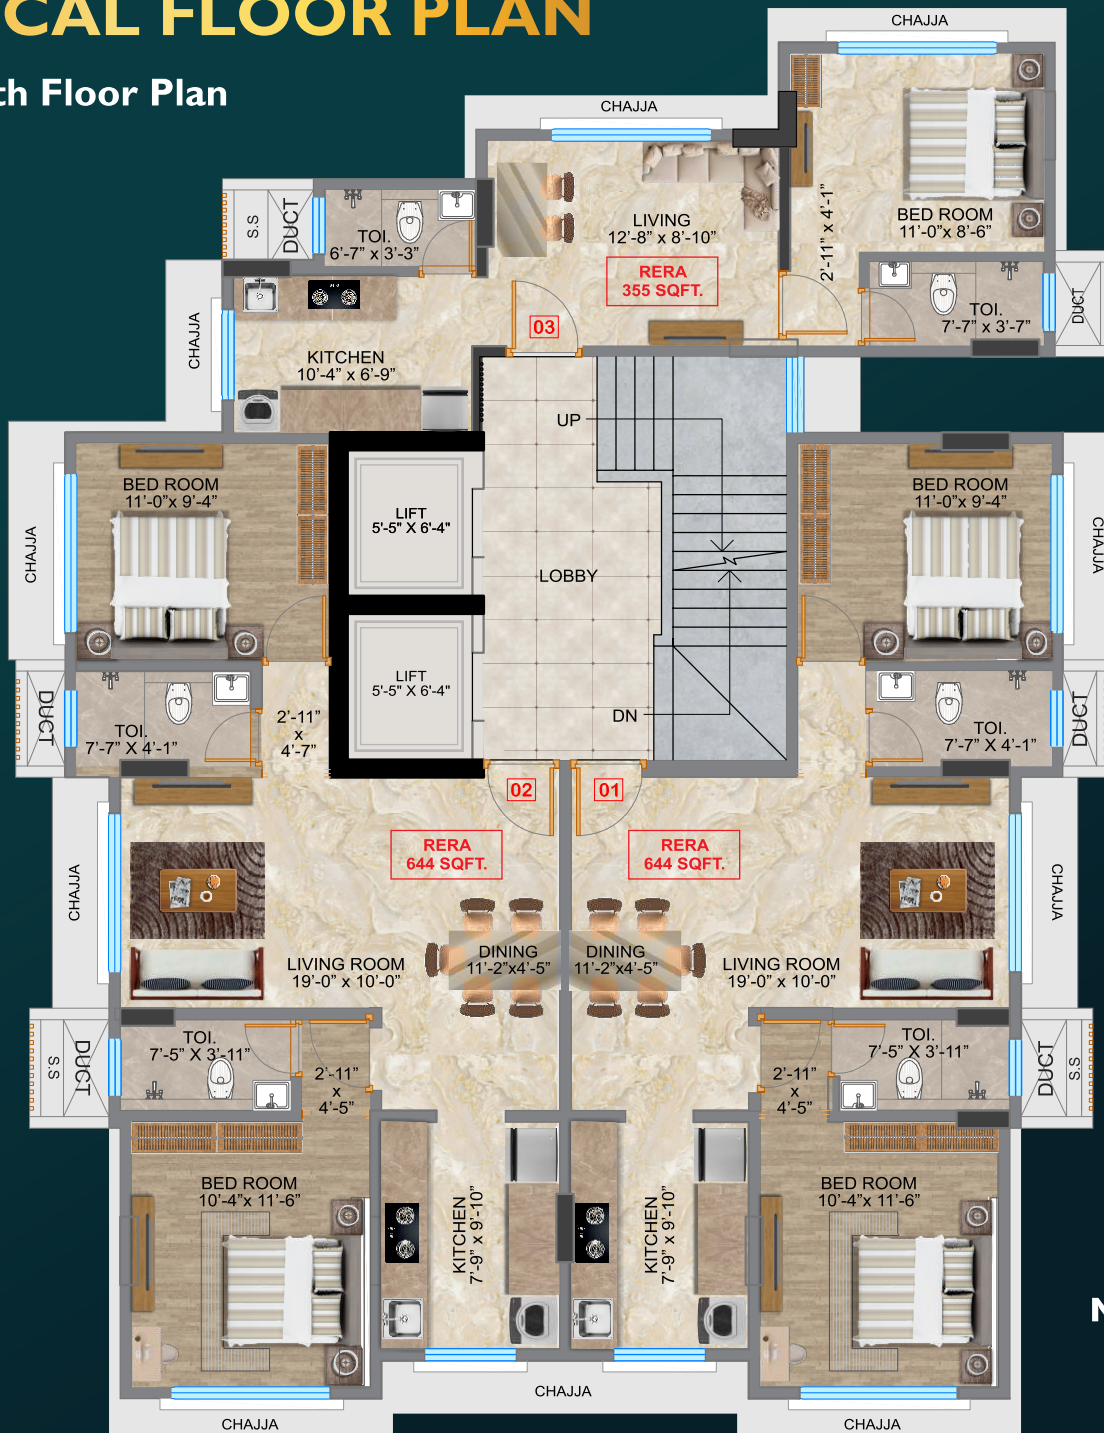 CAL FLOOR PLAN
th Floor Plan
CHAJJA
CHAJJA
S.S
DUCT
TOI.
6'-7" x 3'-3"
LIVING
12'-8" x 8'-10"
RERA
355 SQFT.
2'-11" x 4'-1"
BED ROOM
11'-0"x 8'-6"
TOI.
7'-7" x 3'-7"
DUCT
CHAJJA
KITCHEN
10'-4" x 6'-9"
03
UP
BED ROOM
11'-0"x 9'-4"
BED ROOM
11'-0"x 9'-4"
CHAJJA
LIFT
5'-5" X 6'-4"
CHAJJA
LOBBY
LIFT
5'-5" X 6'-4"
DUCT
TOI.
7'-7" X 4'-1"
2'-11"
x
4'-7"
DN
TOI.
7'-7" X 4'-1"
DUCT
02
01
RERA
644 SQFT.
RERA
644 SQFT.
CHAJJA
CHAJJA
LIVING ROOM
19'-0" x 10'-0"
DINING
11'-2"x4'-5"
DINING
11'-2"x4'-5"
LIVING ROOM
19'-0" x 10'-0"
S.S
DUCT
TOI.
7'-5" X 3'-11"
2'-11"
x
4'-5"
2'-11"
x
4'-5"
TOI.
7'-5" X 3'-11"
DUCT
S.S
BED ROOM
10'-4"x 11'-6"
KITCHEN
7'-9" x 9'-10"
KITCHEN
7'-9" x 9'-10"
BED ROOM
10'-4"x 11'-6"
N
CHAJJA
CHAJJA
CHAJJA